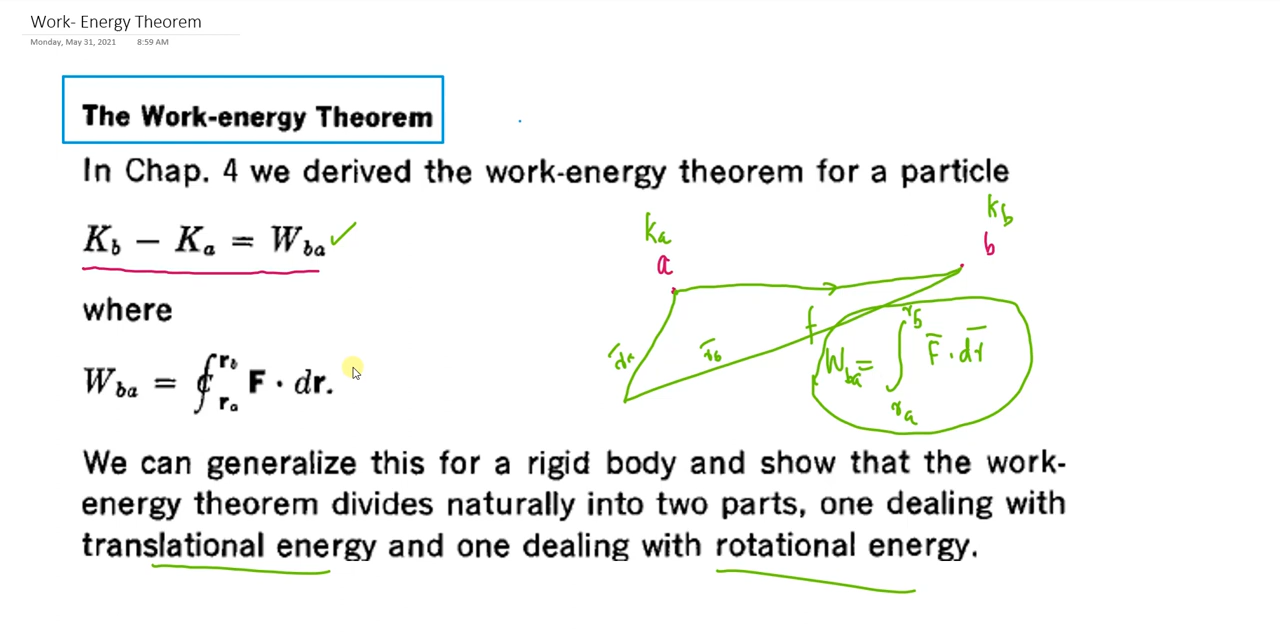 Work- Energy Theorem
Monday, May 31, 2021 8:59 AM
The Work-energy Theorem
In Chap. 4 we derived the work-energy theorem for a particle
K_b − K_a = W_ba ✓
where
W_ba = ∮_{r_a}^{r_b} F · dr.
K_a
a
K_b
b
r̄_b
f
W_ba = ∫_{r_a}^{r_b} F̄ · dr̄
We can generalize this for a rigid body and show that the work-
energy theorem divides naturally into two parts, one dealing with
translational energy and one dealing with rotational energy.